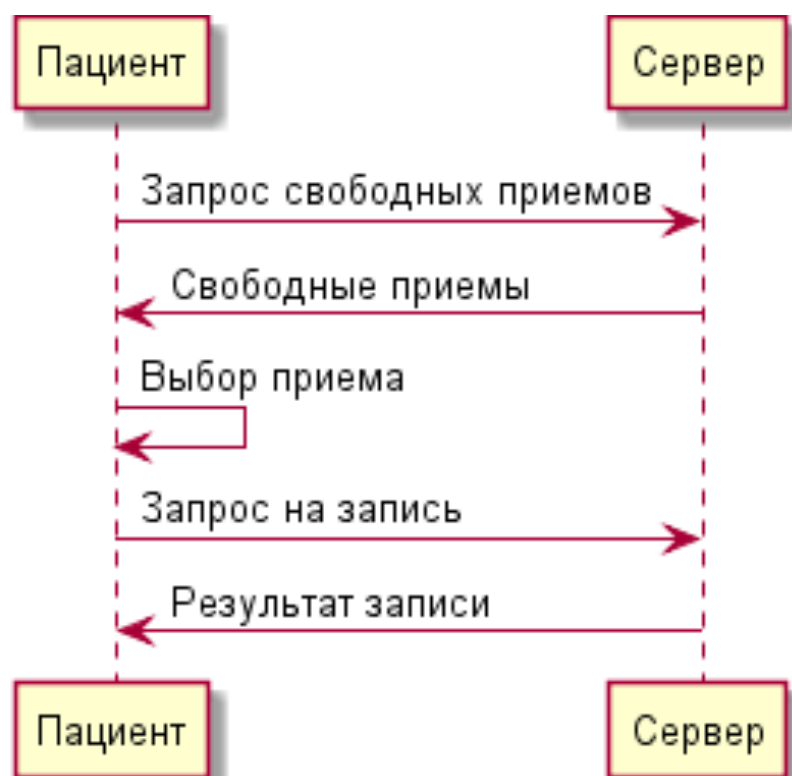 Пациент
Сервер
Запрос свободных приемов
Свободные приемы
Выбор приема
Запрос на запись
Результат записи
Пациент
Сервер